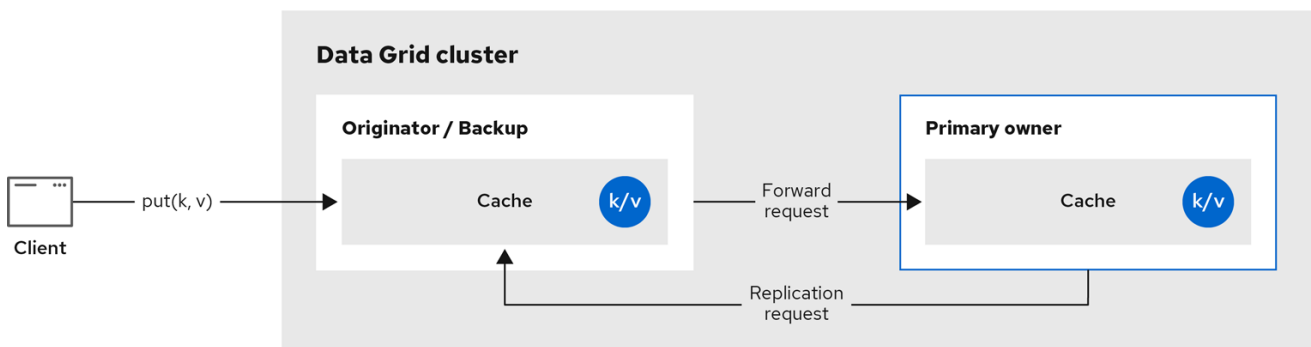 Data Grid cluster
Originator / Backup
Primary owner
Client
put(k, v)
Cache
k/v
Forward
request
Cache
k/v
Replication
request